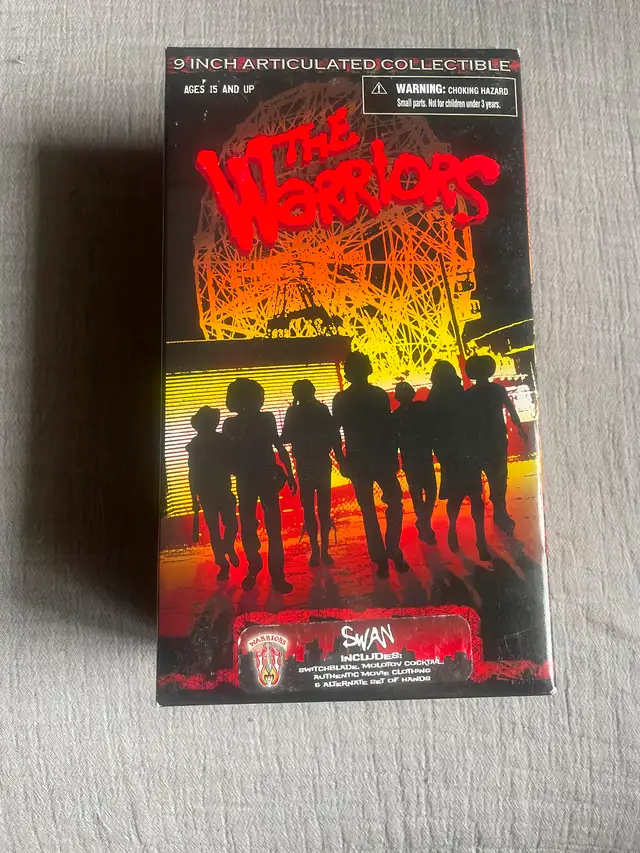 9 INCH ARTICULATED COLLECTIBLE
AGES 15 AND UP
WARNING: CHOKING HAZARD
Small parts. Not for children under 3 years.
THE
WARRIORS
WARRIORS
SWAN
INCLUDES:
SWITCHBLADE, MOLOTOV COCKTAIL,
AUTHENTIC MOVIE CLOTHING
& ALTERNATE SET OF HANDS